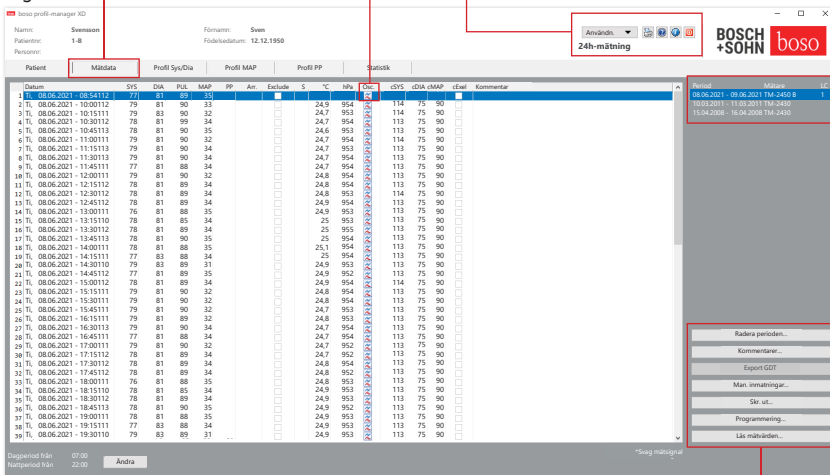 boso profil-manager XD
Namn: Svensson Förnamn: Sven
Patientnr: 1-8 Födelsedatum: 12.12.1950
Personnr:
Användn.
24h-mätning
BOSCH
+SOHN boso
Patient Mätdata Profil Sys/Dia Profil MAP Profil PP Statistik
Datum SYS DIA PUL MAP PP Arr. Exclude S °C hPa Osc. cSYS cDIA cMAP cExel Kommentar
1 Ti, 08.06.2021 - 08:54112 77 81 89 35
2 Ti, 08.06.2021 - 10:00112 79 81 90 33 24,9 954 114 75 90
3 Ti, 08.06.2021 - 10:15111 79 83 90 32 24,7 953 114 75 90
4 Ti, 08.06.2021 - 10:30112 78 81 99 34 24,7 954 113 75 90
5 Ti, 08.06.2021 - 10:45113 78 81 90 35 24,6 953 113 75 90
6 Ti, 08.06.2021 - 11:00111 79 81 90 32 24,7 954 114 75 90
7 Ti, 08.06.2021 - 11:15113 79 81 90 34 24,7 953 113 75 90
8 Ti, 08.06.2021 - 11:30113 79 81 90 34 24,7 954 113 75 90
9 Ti, 08.06.2021 - 11:45111 77 81 88 34 24,7 954 113 75 90
10 Ti, 08.06.2021 - 12:00111 79 81 90 32 24,8 954 113 75 90
11 Ti, 08.06.2021 - 12:15112 78 81 89 34 24,8 954 113 75 90
12 Ti, 08.06.2021 - 12:30112 78 81 89 34 24,8 953 114 75 90
13 Ti, 08.06.2021 - 12:45112 78 81 89 34 24,8 954 113 75 90
14 Ti, 08.06.2021 - 13:00111 76 81 88 35 24,9 953 113 75 90
15 Ti, 08.06.2021 - 13:15110 78 81 85 34 25 953 113 75 90
16 Ti, 08.06.2021 - 13:30112 78 81 89 34 25 955 113 75 90
17 Ti, 08.06.2021 - 13:45113 78 81 90 35 25 954 113 75 90
18 Ti, 08.06.2021 - 14:00111 78 81 88 35 25,1 954 113 75 90
19 Ti, 08.06.2021 - 14:15111 77 83 88 34 25 954 113 75 90
20 Ti, 08.06.2021 - 14:30110 79 83 89 31 24,9 953 113 75 90
21 Ti, 08.06.2021 - 14:45112 77 81 89 35 24,9 952 113 75 90
22 Ti, 08.06.2021 - 15:00112 78 81 89 34 24,9 954 114 75 90
23 Ti, 08.06.2021 - 15:15111 79 81 90 32 24,9 953 113 75 90
24 Ti, 08.06.2021 - 15:30111 79 81 90 32 24,9 954 113 75 90
25 Ti, 08.06.2021 - 15:45111 79 81 90 32 24,9 952 113 75 90
26 Ti, 08.06.2021 - 16:15111 79 81 89 32 24,8 953 113 75 90
27 Ti, 08.06.2021 - 16:30113 79 81 90 34 24,9 953 113 75 90
28 Ti, 08.06.2021 - 16:45111 77 81 88 34 24,7 954 113 75 90
29 Ti, 08.06.2021 - 17:00111 79 81 90 32 24,7 952 113 75 90
30 Ti, 08.06.2021 - 17:15112 78 81 89 34 24,7 952 113 75 90
31 Ti, 08.06.2021 - 17:30112 78 81 89 34 24,8 954 113 75 90
32 Ti, 08.06.2021 - 17:45112 78 81 89 34 24,8 952 113 75 90
33 Ti, 08.06.2021 - 18:00111 76 81 88 35 24,8 953 113 75 90
34 Ti, 08.06.2021 - 18:15110 78 81 85 34 24,9 953 113 75 90
35 Ti, 08.06.2021 - 18:30112 78 81 89 34 24,9 953 113 75 90
36 Ti, 08.06.2021 - 18:45113 78 81 90 35 24,9 952 113 75 90
37 Ti, 08.06.2021 - 19:00111 78 81 88 35 24,9 953 113 75 90
38 Ti, 08.06.2021 - 19:15111 77 83 88 34 24,9 953 113 75 90
39 Ti, 08.06.2021 - 19:30110 79 83 89 31 24,9 953 113 75 90
Period Mätare LC
08.06.2021 - 09.06.2021 TM-2450 B 1
10.03.2011 - 11.03.2011 TM-2430
15.04.2008 - 16.04.2008 TM-2430
Radera perioden...
Kommentarer...
Export GDT
Man. inmatningar...
Skr. ut...
Programmering...
Läs mätvärden...
*Svag mätsignal
Dagperiod från 07:00
Nattperiod från 22:00
Ändra